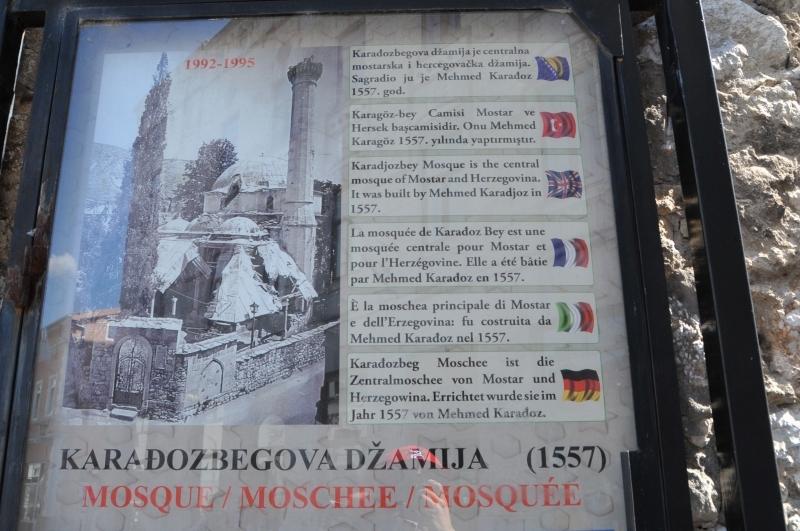 1992-1995
Karađozbegova džamija je centralna
mostarska i hercegovačka džamija.
Sagradio ju je Mehmed Karađoz
1557. god.
Karagöz-bey Camisi Mostar ve
Hersek başcamisidir. Onu Mehmed
Karagöz 1557. yılında yaptırmıştır.
Karadjozbey Mosque is the central
mosque of Mostar and Herzegovina.
It was built by Mehmed Karadjoz in
1557.
La mosquée de Karadoz Bey est une
mosquée centrale pour Mostar et
pour l'Herzégovine. Elle a été bâtie
par Mehmed Karadoz en 1557.
È la moschea principale di Mostar
e dell'Erzegovina: fu costruita da
Mehmed Karadoz nel 1557.
Karadozbeg Moschee ist die
Zentralmoschee von Mostar und
Herzegowina. Errichtet wurde sie im
Jahr 1557 von Mehmed Karadoz.
KARAĐOZBEGOVA DŽAMIJA (1557)
MOSQUE / MOSCHEE / MOSQUÉE